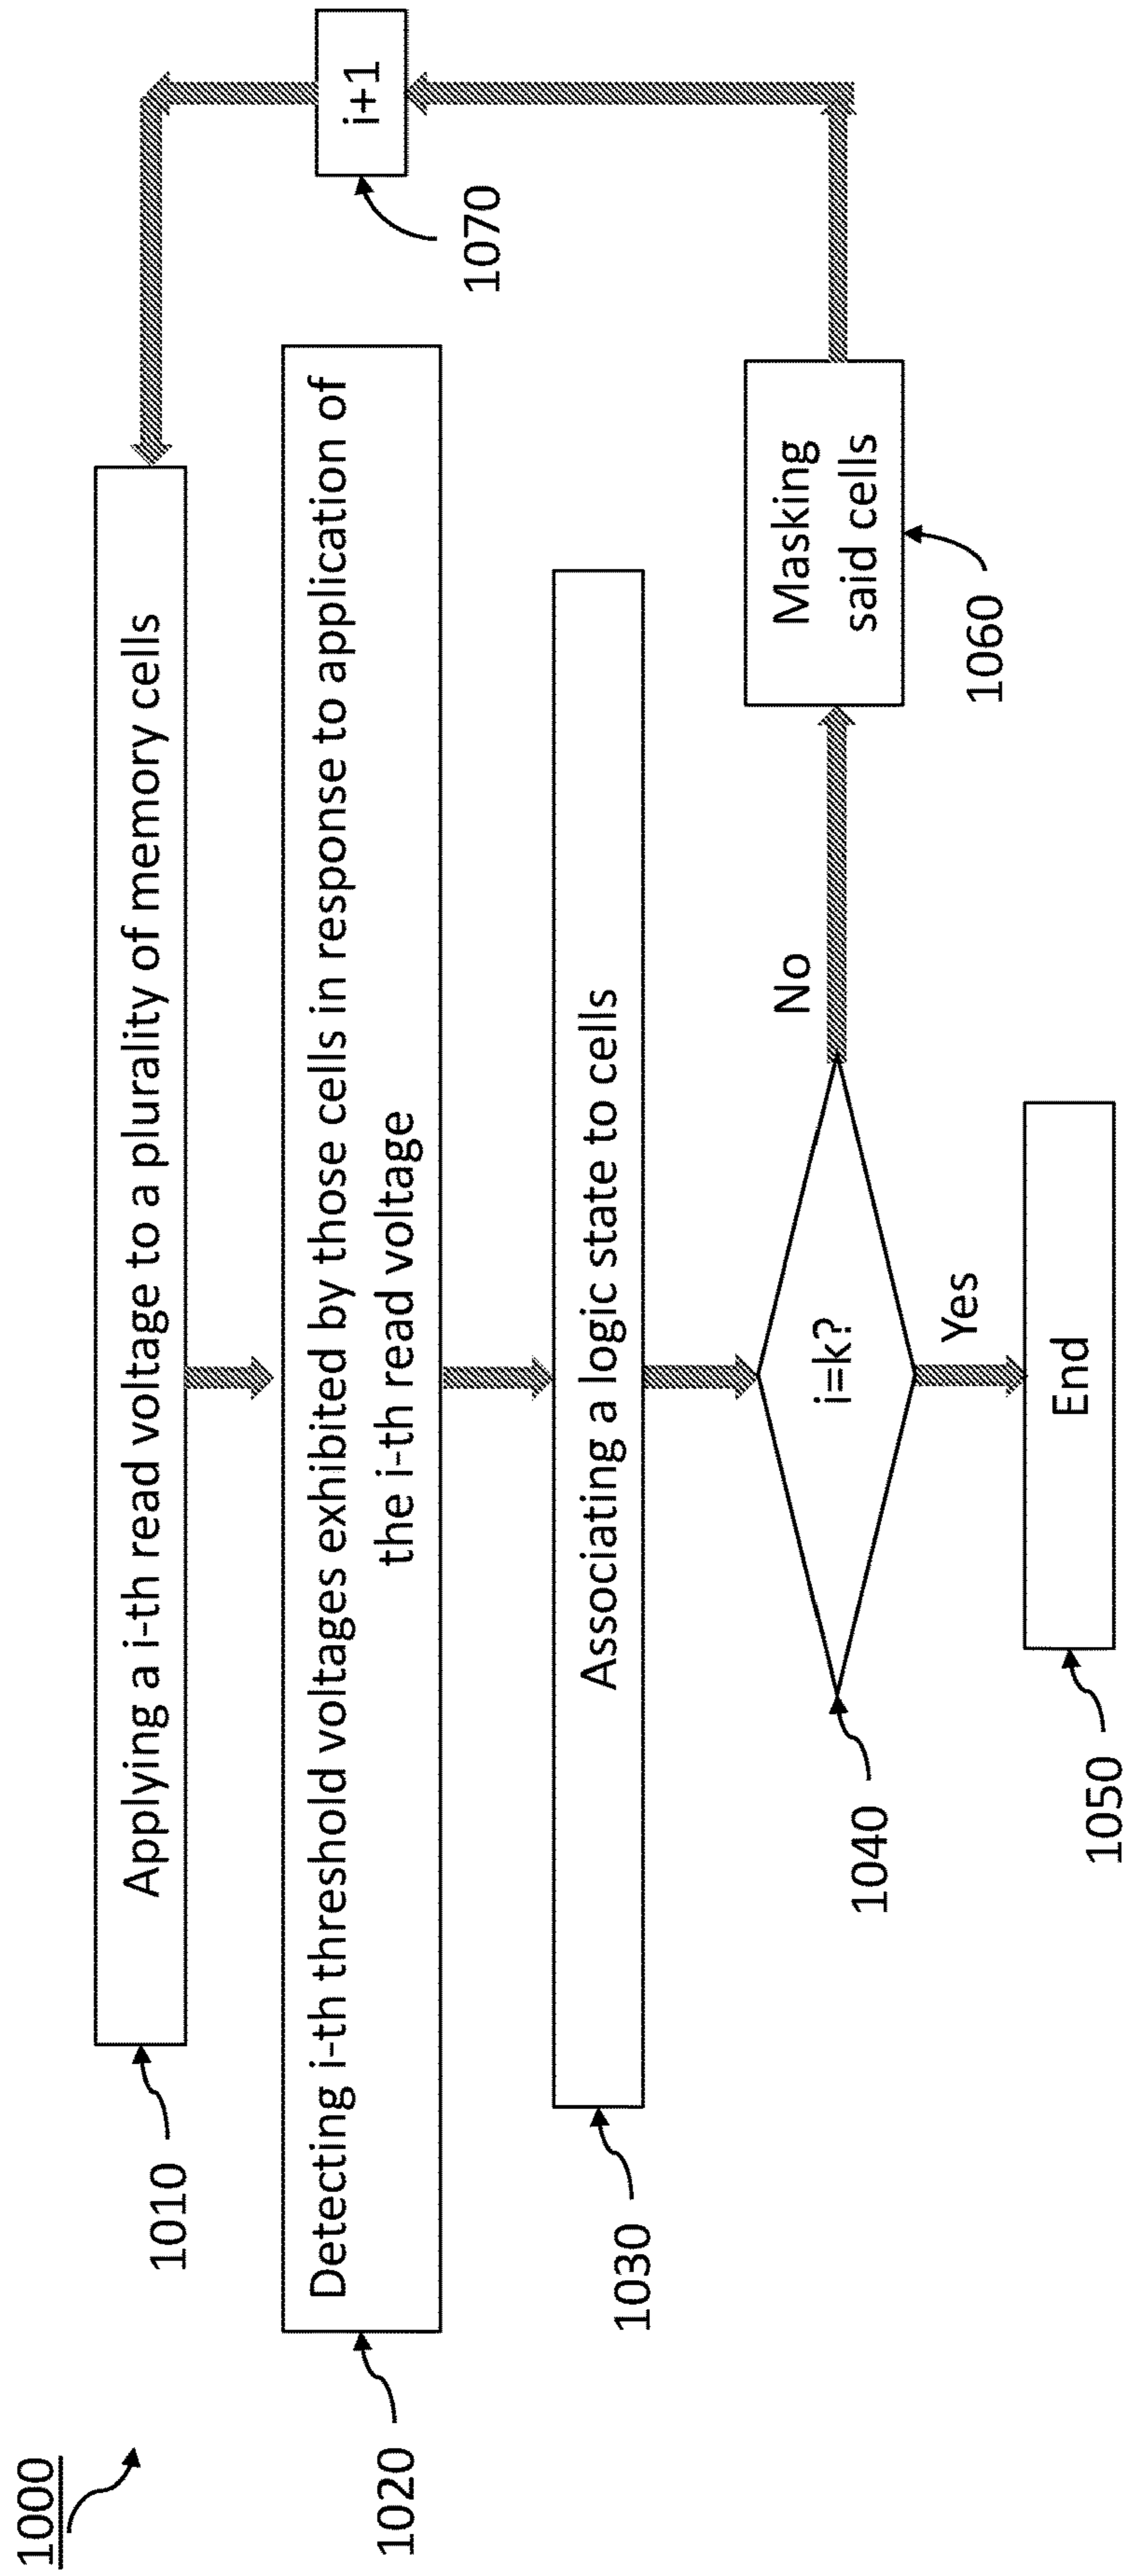 1000
1010
Applying a i-th read voltage to a plurality of memory cells
1020
Detecting i-th threshold voltages exhibited by those cells in response to application of
the i-th read voltage
1030
Associating a logic state to cells
1040
i=k?
No
Yes
1050
End
Masking
said cells
1060
i+1
1070